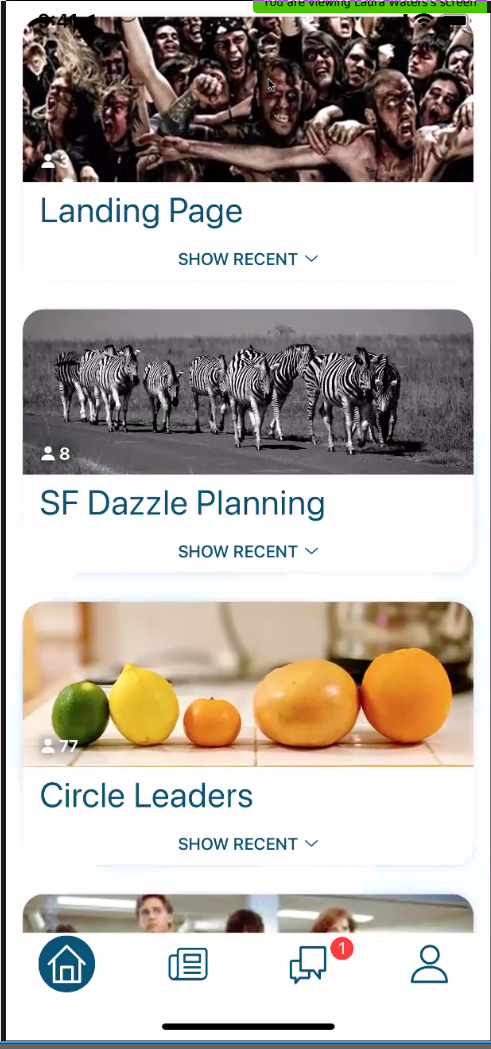 You are viewing Laura Waters's screen
9:41
3
Landing Page
SHOW RECENT
8
SF Dazzle Planning
SHOW RECENT
77
Circle Leaders
SHOW RECENT
1